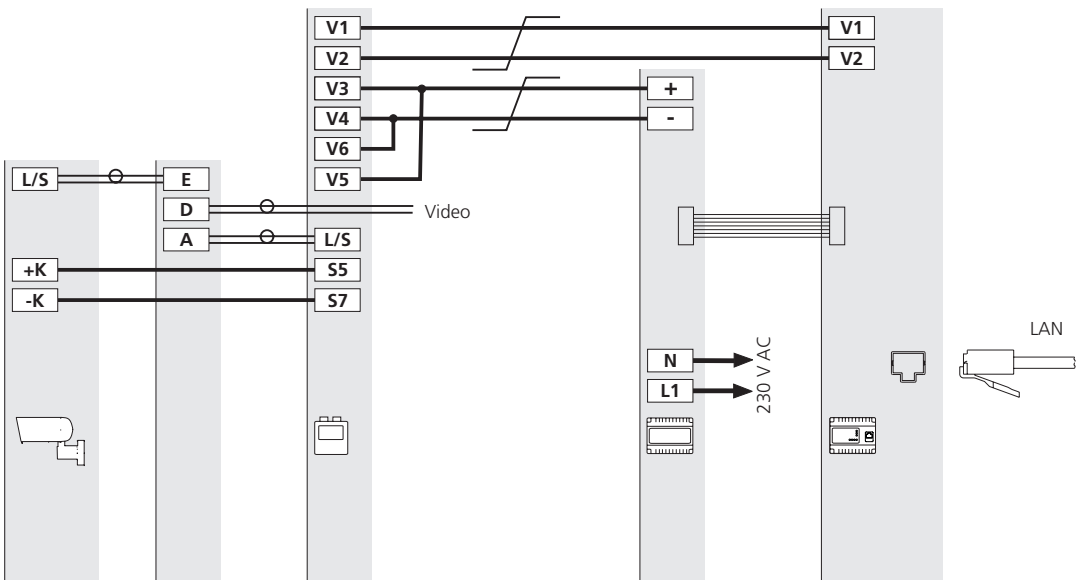 V1 V1
V2 V2
V3 +
V4 -
V6
L/S E V5
D Video
A L/S
+K S5
-K S7
LAN
N
L1
230 V AC